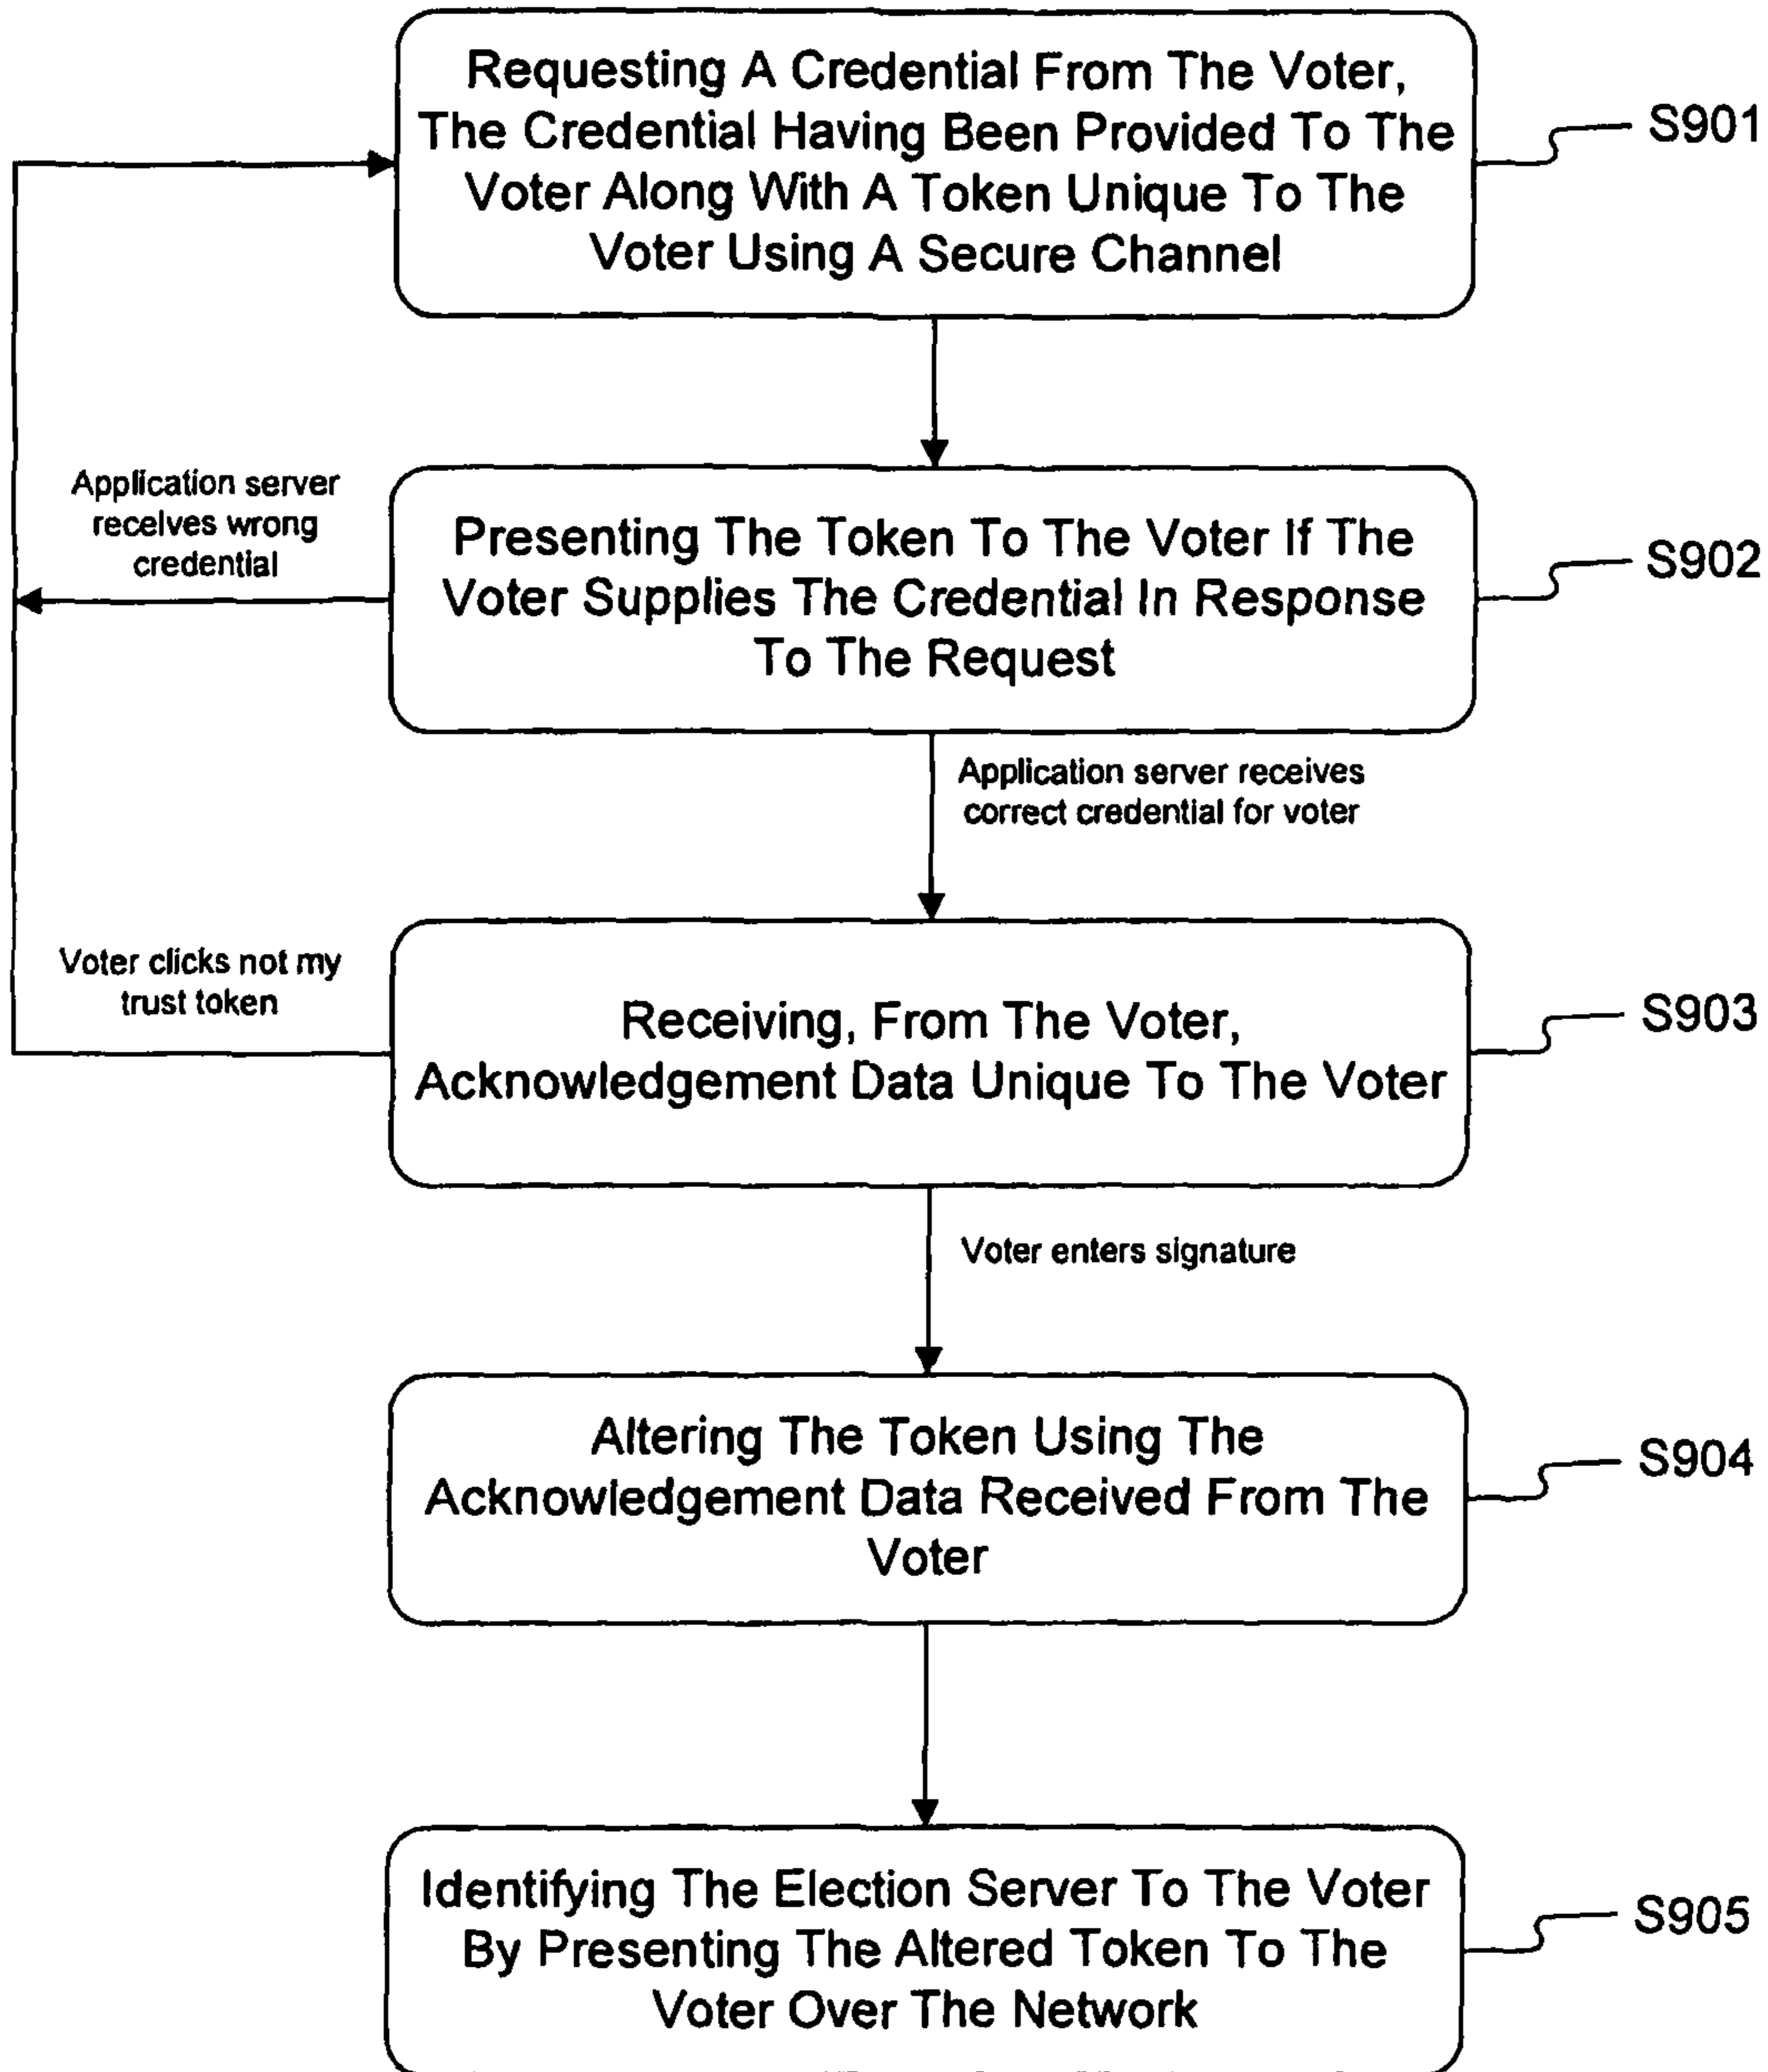 Requesting A Credential From The Voter,
The Credential Having Been Provided To The
Voter Along With A Token Unique To The
Voter Using A Secure Channel
S901
Application server
receives wrong
credential
Presenting The Token To The Voter If The
Voter Supplies The Credential In Response
To The Request
S902
Application server receives
correct credential for voter
Voter clicks not my
trust token
Receiving, From The Voter,
Acknowledgement Data Unique To The Voter
S903
Voter enters signature
Altering The Token Using The
Acknowledgement Data Received From The
Voter
S904
Identifying The Election Server To The Voter
By Presenting The Altered Token To The
Voter Over The Network
S905